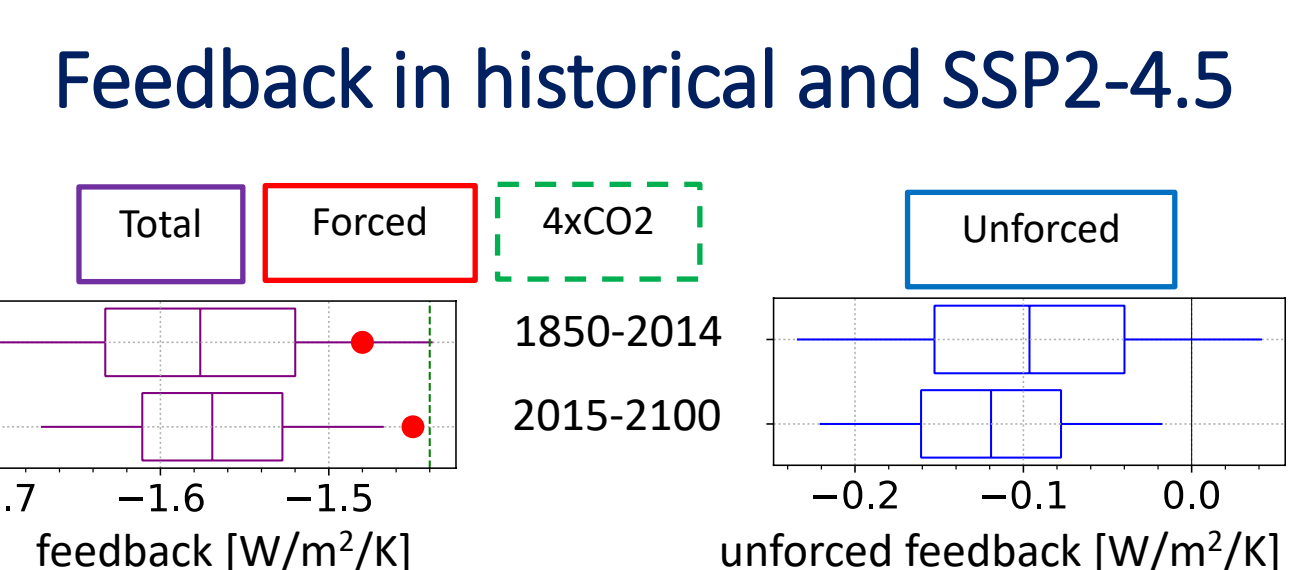 Feedback in historical and SSP2-4.5
Total Forced 4xCO2 Unforced
1850-2014
2015-2100
.7 −1.6 −1.5 −0.2 −0.1 0.0
feedback [W/m²/K] unforced feedback [W/m²/K]